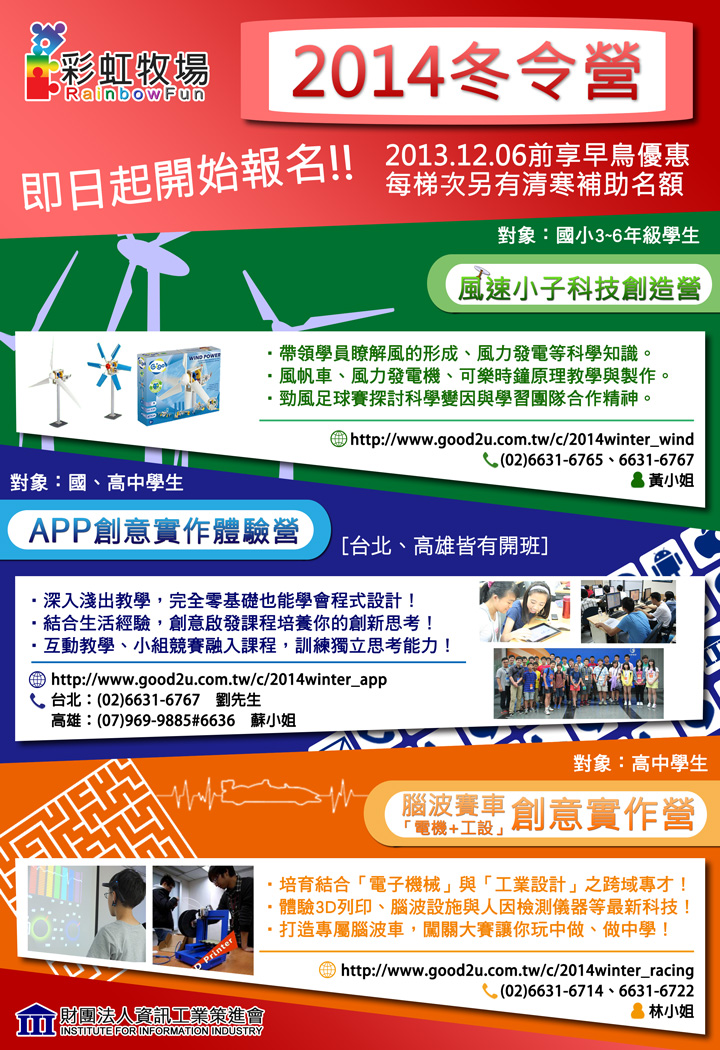 彩虹牧場
RainbowFun
2014冬令營
即日起開始報名!!
2013.12.06前享早鳥優惠
每梯次另有清寒補助名額
對象：國小3~6年級學生
風速小子科技創造營
WIND POWER
・帶領學員瞭解風的形成、風力發電等科學知識。
・風帆車、風力發電機、可樂時鐘原理教學與製作。
・勁風足球賽探討科學變因與學習團隊合作精神。
http://www.good2u.com.tw/c/2014winter_wind
(02)6631-6765、6631-6767
黃小姐
對象：國、高中學生
APP創意實作體驗營
[台北、高雄皆有開班]
・深入淺出教學，完全零基礎也能學會程式設計！
・結合生活經驗，創意啟發課程培養你的創新思考！
・互動教學、小組競賽融入課程，訓練獨立思考能力！
http://www.good2u.com.tw/c/2014winter_app
台北：(02)6631-6767 劉先生
高雄：(07)969-9885#6636 蘇小姐
對象：高中學生
腦波賽車
「電機+工設」
創意實作營
・培育結合「電子機械」與「工業設計」之跨域專才！
・體驗3D列印、腦波設施與人因檢測儀器等最新科技！
・打造專屬腦波車，闖關大賽讓你玩中做、做中學！
Printer
http://www.good2u.com.tw/c/2014winter_racing
(02)6631-6714、6631-6722
林小姐
財團法人資訊工業策進會
INSTITUTE FOR INFORMATION INDUSTRY